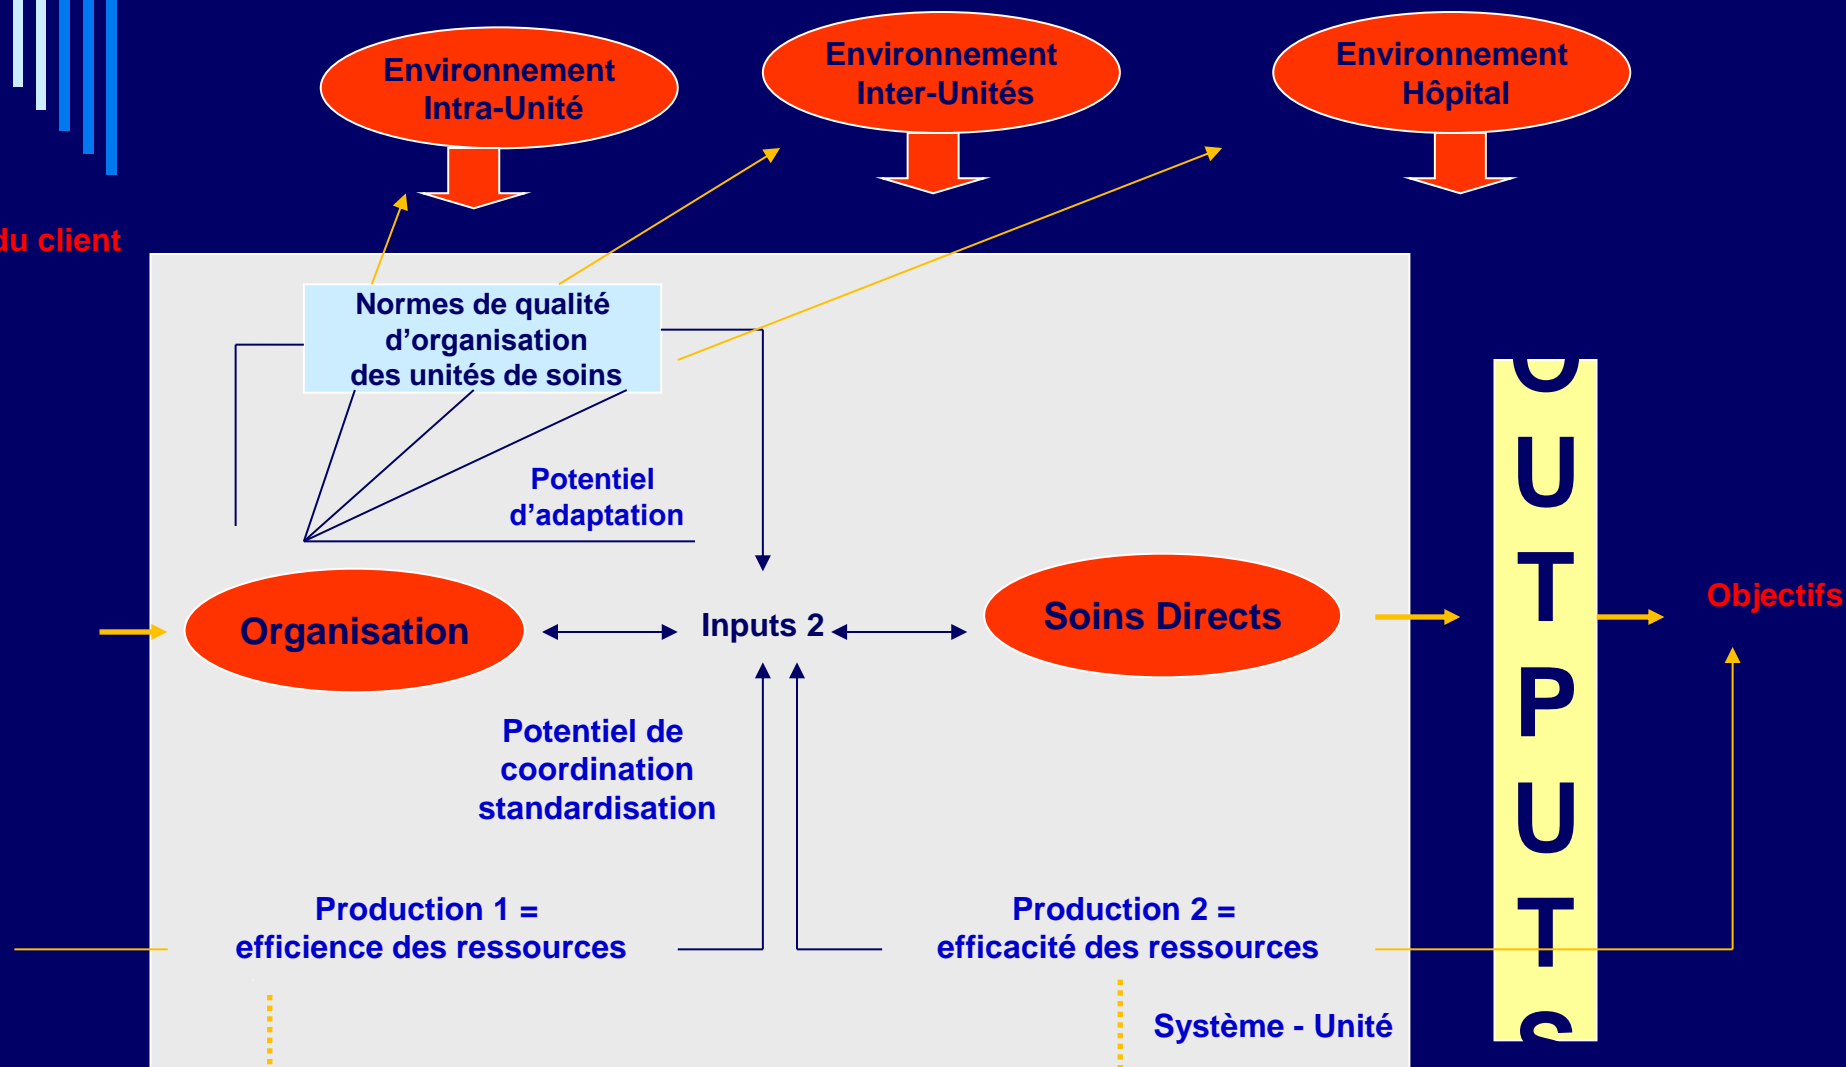 Environnement
Intra-Unité
Environnement
Inter-Unités
Environnement
Hôpital
du client
Normes de qualité
d’organisation
des unités de soins
Potentiel
d’adaptation
Organisation
Inputs 2
Soins Directs
Potentiel de
coordination
standardisation
Production 1 =
efficience des ressources
Production 2 =
efficacité des ressources
Système - Unité
O
U
T
P
U
T
S
Objectifs